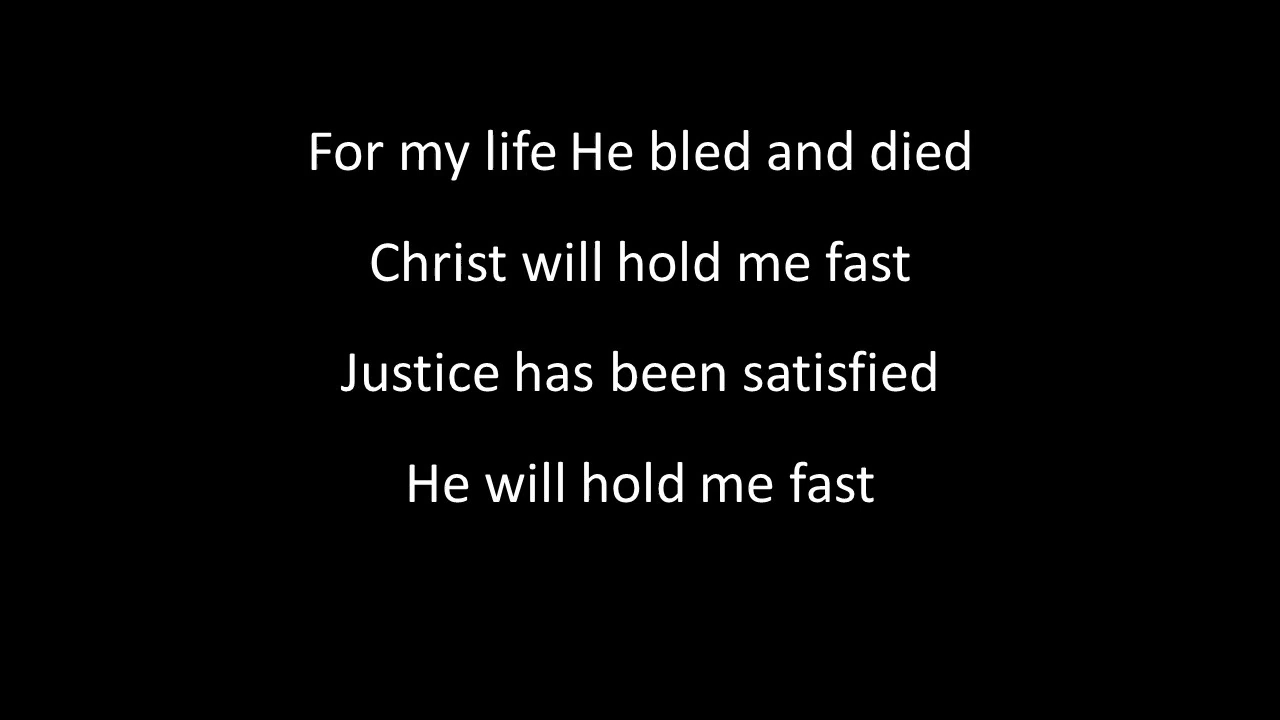 For my life He bled and died
Christ will hold me fast
Justice has been satisfied
He will hold me fast